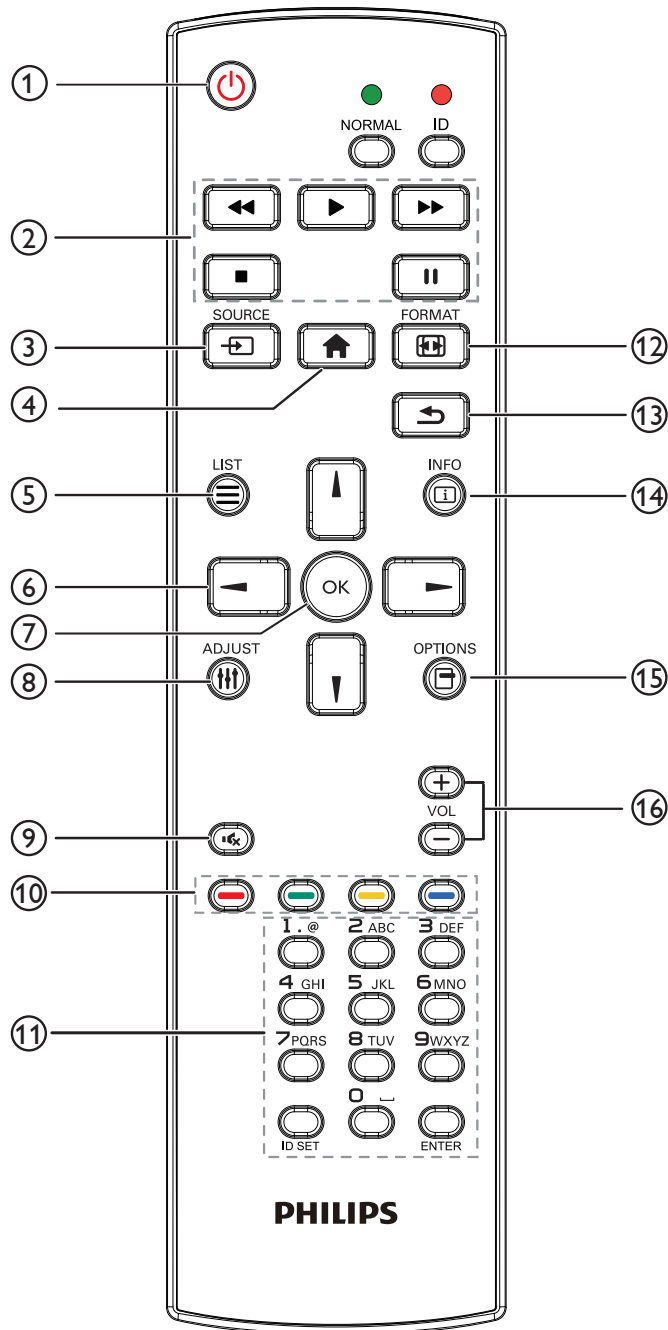 1
NORMAL ID
2
SOURCE FORMAT
3 12
4 13
LIST INFO
5 i 14
6 OK
7
ADJUST OPTIONS
8 15
+
VOL 16
9 −
10
1 . @ 2 ABC 3 DEF
4 GHI 5 JKL 6 MNO
11 7 PQRS 8 TUV 9 WXYZ
0 ⎵
ID SET ENTER
PHILIPS